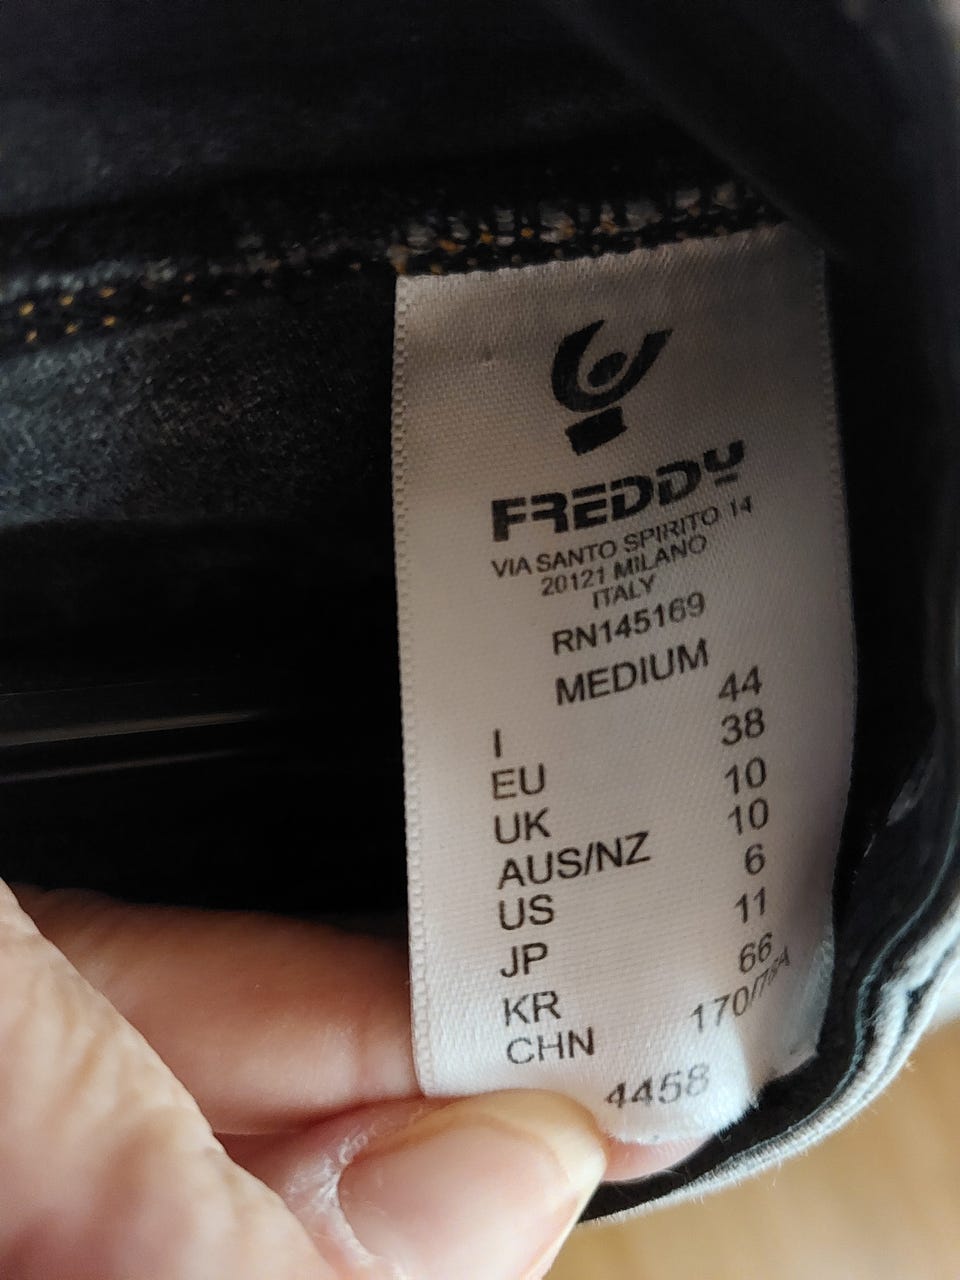 FREDDY
VIA SANTO SPIRITO 14
20121 MILANO
ITALY
RN145169
MEDIUM
I 44
EU 38
UK 10
AUS/NZ 10
US 6
JP 11
KR 66
CHN
4458